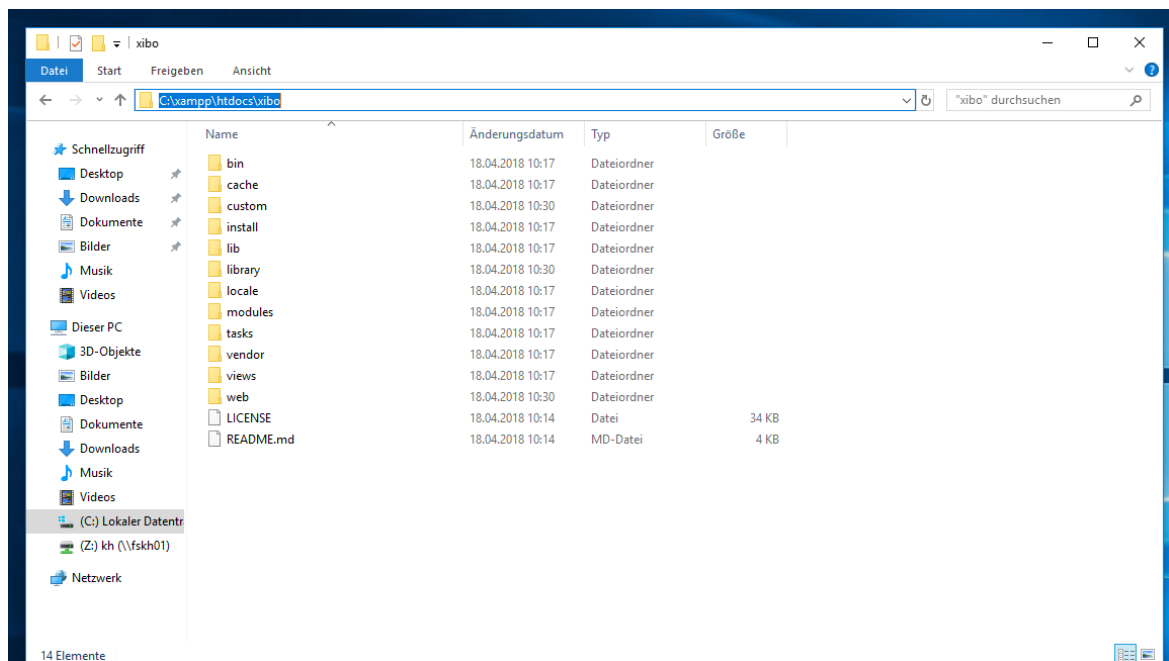 xibo
Datei Start Freigeben Ansicht
C:\xampp\htdocs\xibo "xibo" durchsuchen
Name Änderungsdatum Typ Größe
Schnellzugriff
Desktop
Downloads
Dokumente
Bilder
Musik
Videos
Dieser PC
3D-Objekte
Bilder
Desktop
Dokumente
Downloads
Musik
Videos
(C:) Lokaler Datentr
(Z:) kh (\\fskh01)
Netzwerk
bin 18.04.2018 10:17 Dateiordner
cache 18.04.2018 10:17 Dateiordner
custom 18.04.2018 10:30 Dateiordner
install 18.04.2018 10:17 Dateiordner
lib 18.04.2018 10:17 Dateiordner
library 18.04.2018 10:30 Dateiordner
locale 18.04.2018 10:17 Dateiordner
modules 18.04.2018 10:17 Dateiordner
tasks 18.04.2018 10:17 Dateiordner
vendor 18.04.2018 10:17 Dateiordner
views 18.04.2018 10:17 Dateiordner
web 18.04.2018 10:30 Dateiordner
LICENSE 18.04.2018 10:14 Datei 34 KB
README.md 18.04.2018 10:14 MD-Datei 4 KB
14 Elemente